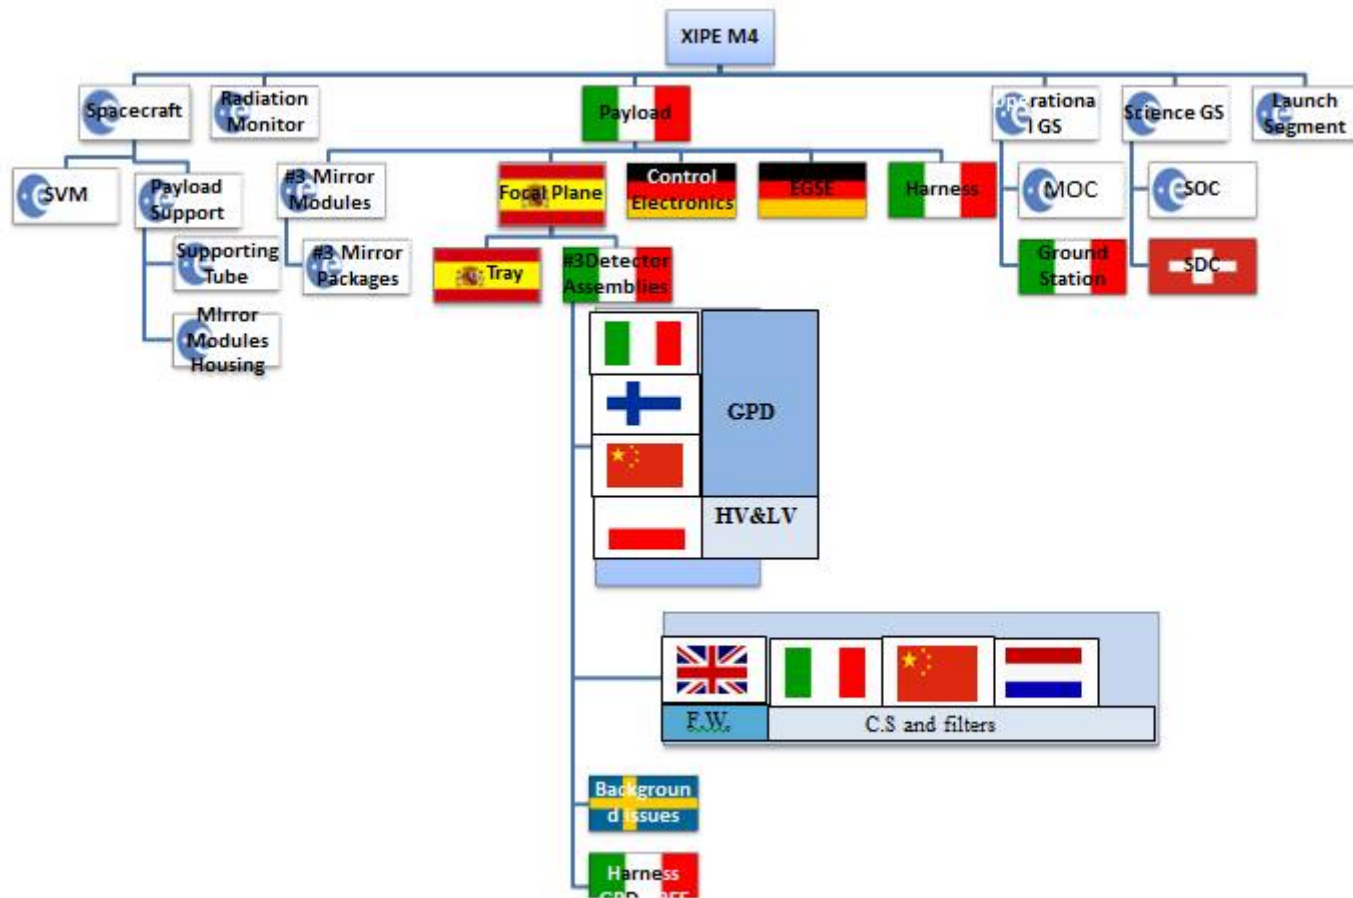 XIPE M4
Spacecraft
Radiation
Monitor
Payload
Operationa
l GS
Science GS
Launch
Segment
SVM
Payload
Support
#3 Mirror
Modules
Focal Plane
Control
Electronics
EGSE
Harness
MOC
SOC
Supporting
Tube
#3 Mirror
Packages
Tray
#3Detector
Assemblies
Ground
Station
SDC
MIrror
Modules
Housing
GPD
HV&LV
F.W.
C.S and filters
Backgroun
d issues
Harness
GPD